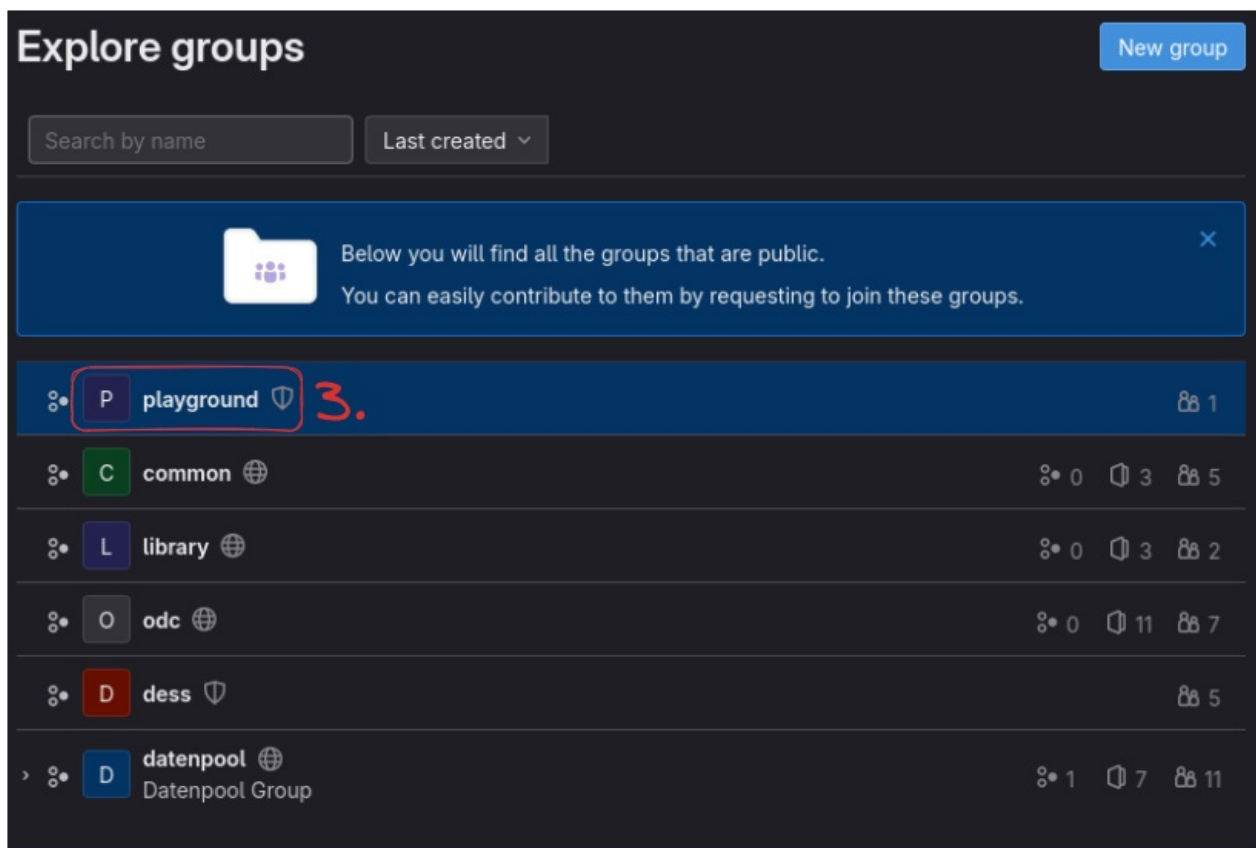 Explore groups
New group
Search by name
Last created
Below you will find all the groups that are public.
You can easily contribute to them by requesting to join these groups.
P playground 3. 1
C common 0 3 5
L library 0 3 2
O odc 0 11 7
D dess 5
D datenpool 1 7 11
Datenpool Group